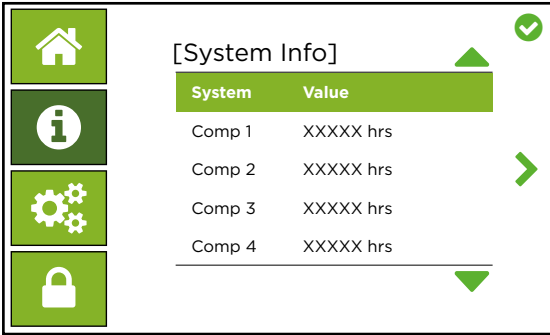 [System Info]
System Value
Comp 1 XXXXX hrs
Comp 2 XXXXX hrs
Comp 3 XXXXX hrs
Comp 4 XXXXX hrs